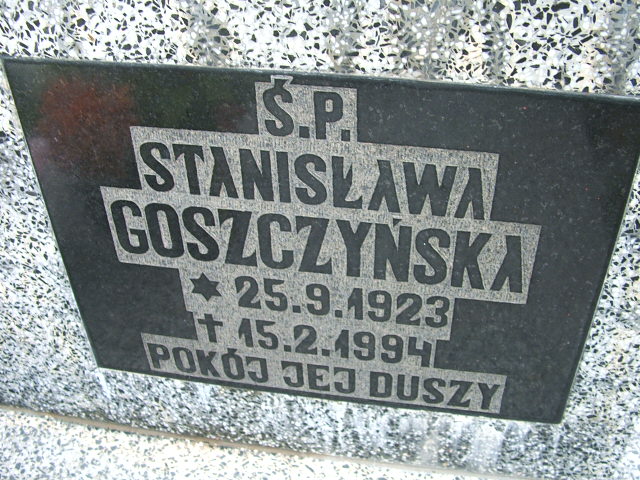 Ś.P.
STANISŁAWA
GOSZCZYŃSKA
✶ 25.9.1923
✝ 15.2.1994
POKÓJ JEJ DUSZY